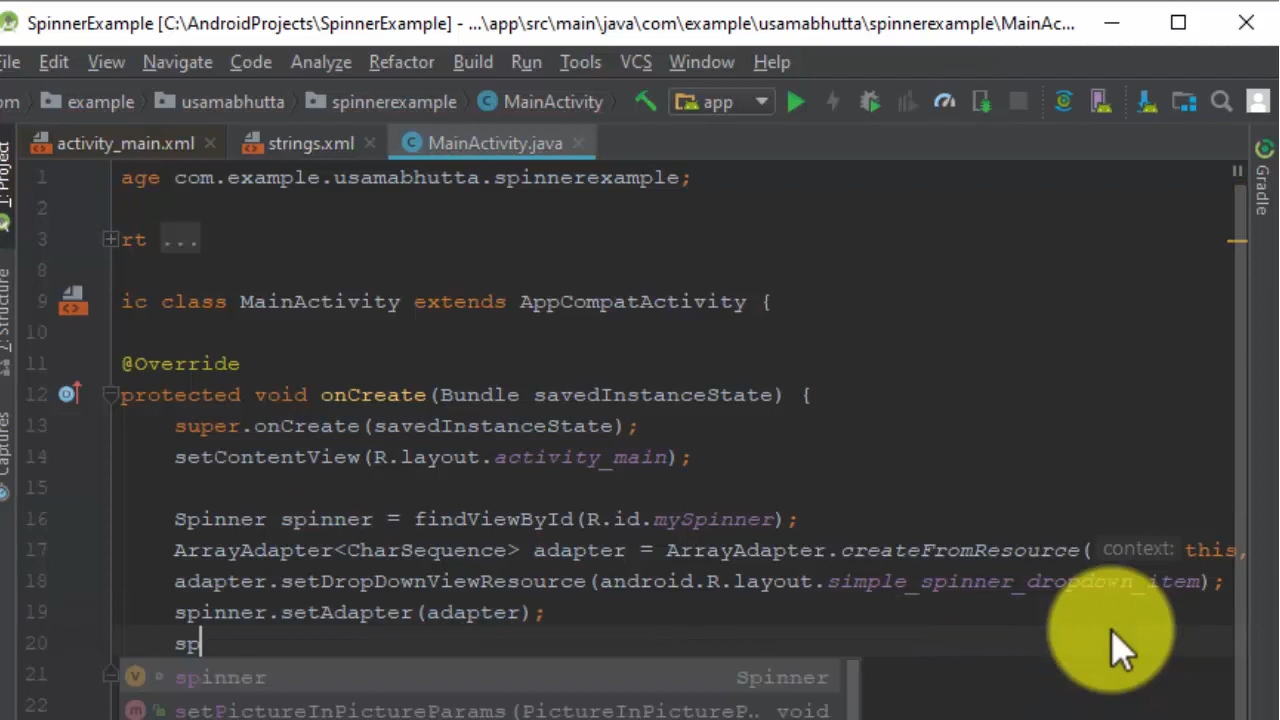 SpinnerExample [C:\AndroidProjects\SpinnerExample] - ...\app\src\main\java\com\example\usamabhutta\spinnerexample\MainAc...
File Edit View Navigate Code Analyze Refactor Build Run Tools VCS Window Help
om example usamabhutta spinnerexample MainActivity app
activity_main.xml strings.xml MainActivity.java
1 age com.example.usamabhutta.spinnerexample;
2
3 rt ...
8
9 ic class MainActivity extends AppCompatActivity {
10
11 @Override
12 protected void onCreate(Bundle savedInstanceState) {
13 super.onCreate(savedInstanceState);
14 setContentView(R.layout.activity_main);
15
16 Spinner spinner = findViewById(R.id.mySpinner);
17 ArrayAdapter<CharSequence> adapter = ArrayAdapter.createFromResource( context: this,
18 adapter.setDropDownViewResource(android.R.layout.simple_spinner_dropdown_item);
19 spinner.setAdapter(adapter);
20 sp
21 spinner Spinner
22 setPictureInPictureParams(PictureInPictureP.. void
1: Project
7: Structure
Captures
Gradle